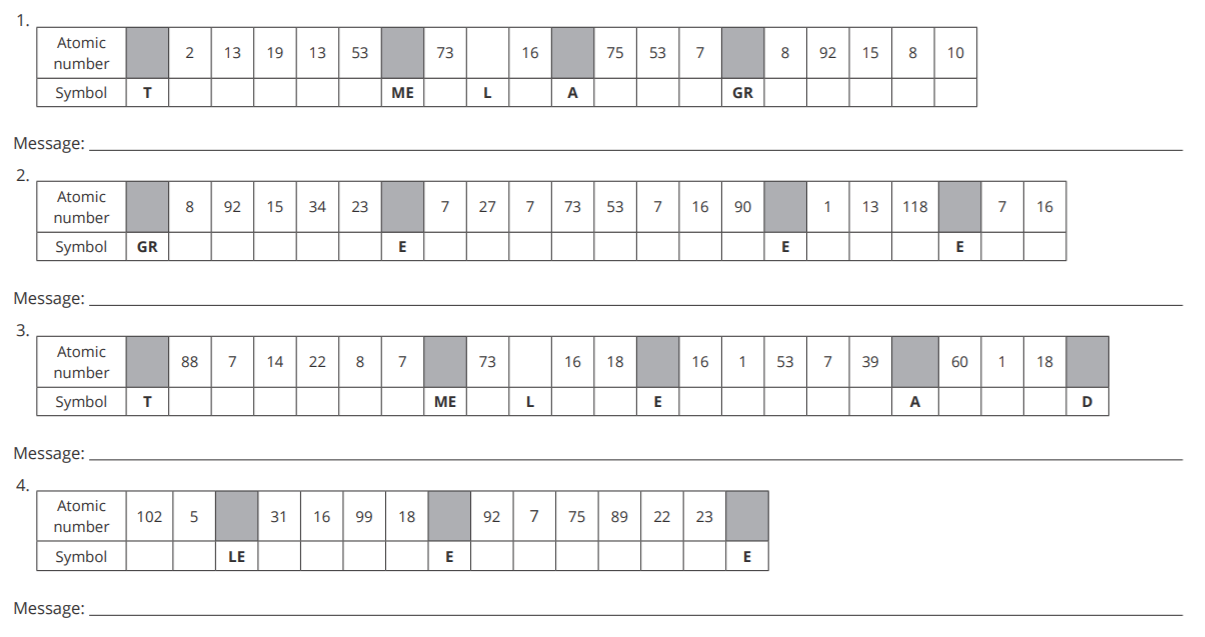 1.
Atomic number 2 13 19 13 53 73 16 75 53 7 8 92 15 8 10
Symbol T ME L A GR
Message:
2.
Atomic number 8 92 15 34 23 7 27 7 73 53 7 16 90 1 13 118 7 16
Symbol GR E E E
Message:
3.
Atomic number 88 7 14 22 8 7 73 16 18 16 1 53 7 39 60 1 18
Symbol T ME L E A D
Message:
4.
Atomic number 102 5 31 16 99 18 92 7 75 89 22 23
Symbol LE E E
Message: